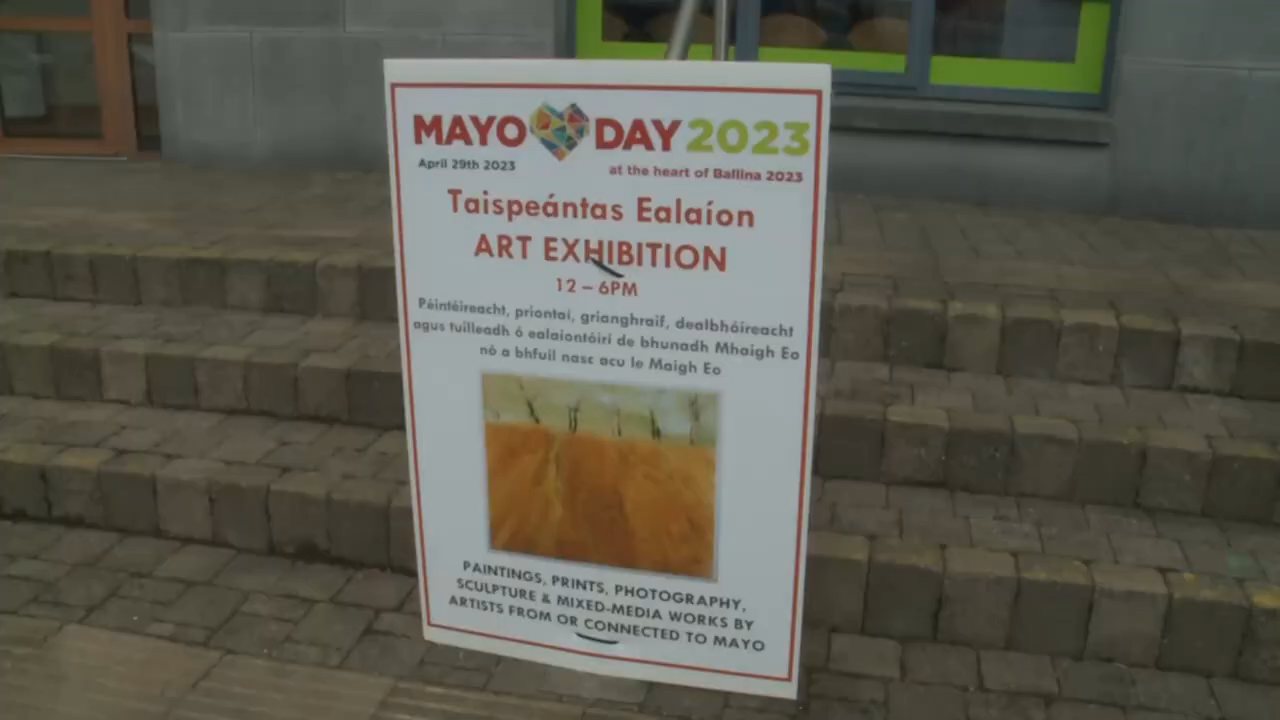 MAYO DAY 2023
April 29th 2023
at the heart of Ballina 2023
Taispeántas Ealaíon
ART EXHIBITION
12 – 6PM
Péintéireacht, priontaí, grianghraif, dealbhóireacht
agus tuilleadh ó ealaíontóirí de bhunadh Mhaigh Eo
nó a bhfuil nasc acu le Maigh Eo
PAINTINGS, PRINTS, PHOTOGRAPHY,
SCULPTURE & MIXED-MEDIA WORKS BY
ARTISTS FROM OR CONNECTED TO MAYO